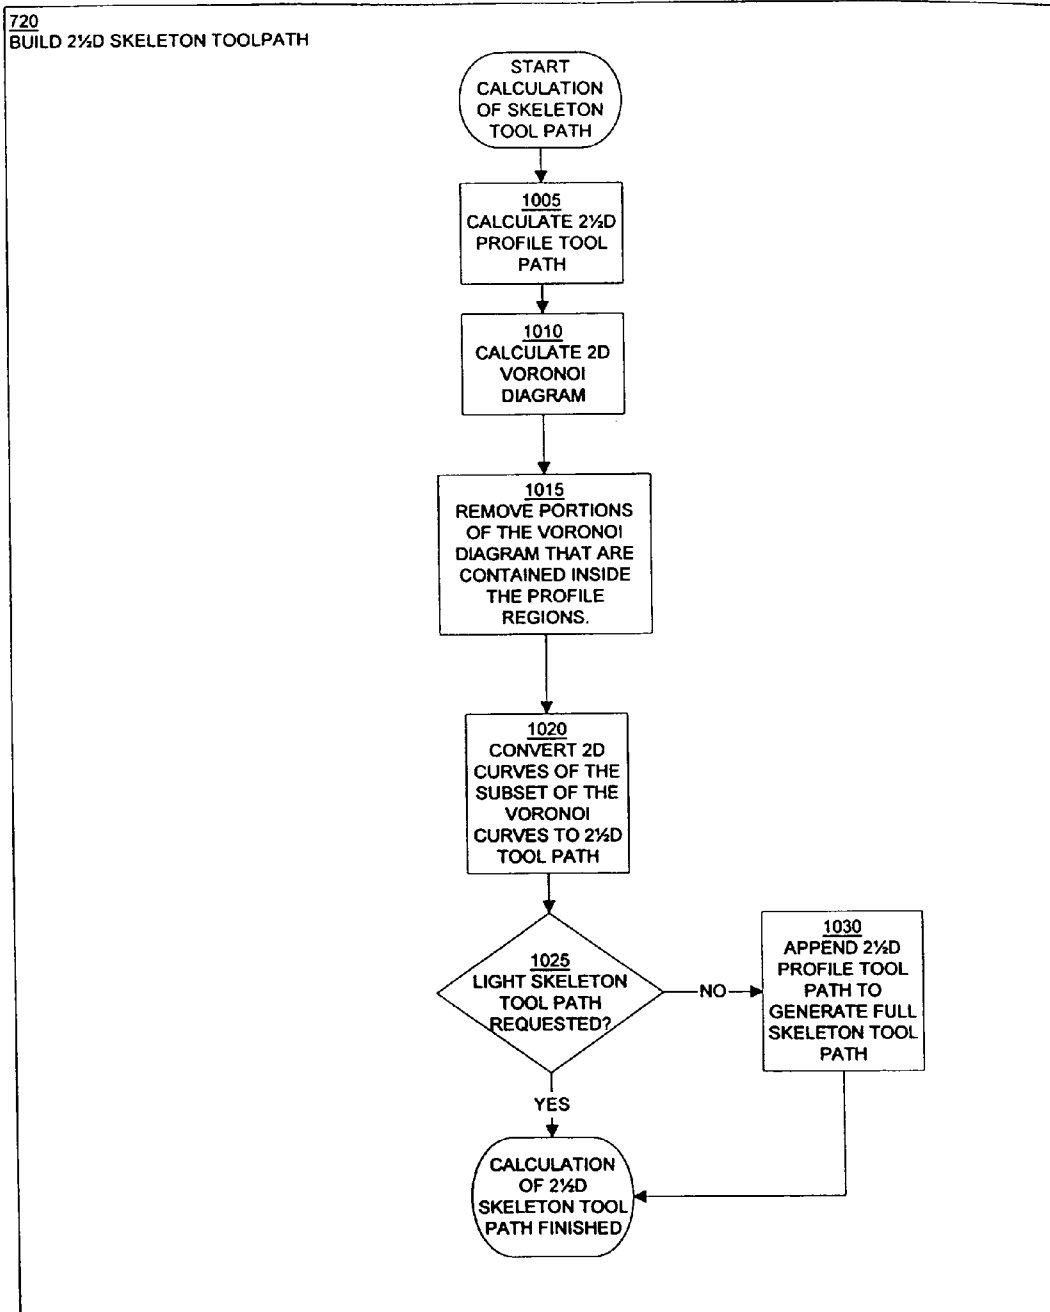 720
BUILD 2½D SKELETON TOOLPATH
START
CALCULATION
OF SKELETON
TOOL PATH
1005
CALCULATE 2½D
PROFILE TOOL
PATH
1010
CALCULATE 2D
VORONOI
DIAGRAM
1015
REMOVE PORTIONS
OF THE VORONOI
DIAGRAM THAT ARE
CONTAINED INSIDE
THE PROFILE
REGIONS.
1020
CONVERT 2D
CURVES OF THE
SUBSET OF THE
VORONOI
CURVES TO 2½D
TOOL PATH
1025
LIGHT SKELETON
TOOL PATH
REQUESTED?
NO
1030
APPEND 2½D
PROFILE TOOL
PATH TO
GENERATE FULL
SKELETON TOOL
PATH
YES
CALCULATION
OF 2½D
SKELETON TOOL
PATH FINISHED